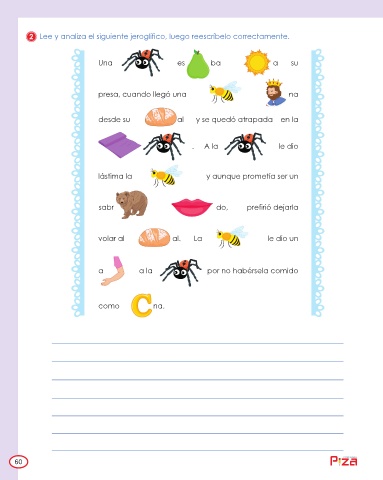 2 Lee y analiza el siguiente jeroglífico, luego reescríbelo correctamente.
Una es ba a su
presa, cuando llegó una na
desde su al y se quedó atrapada en la
. A la le dio
lástima la y aunque prometía ser un
sabr do, prefirió dejarla
volar al al. La le dio un
a a la por no habérsela comido
como C na.
60
Piza